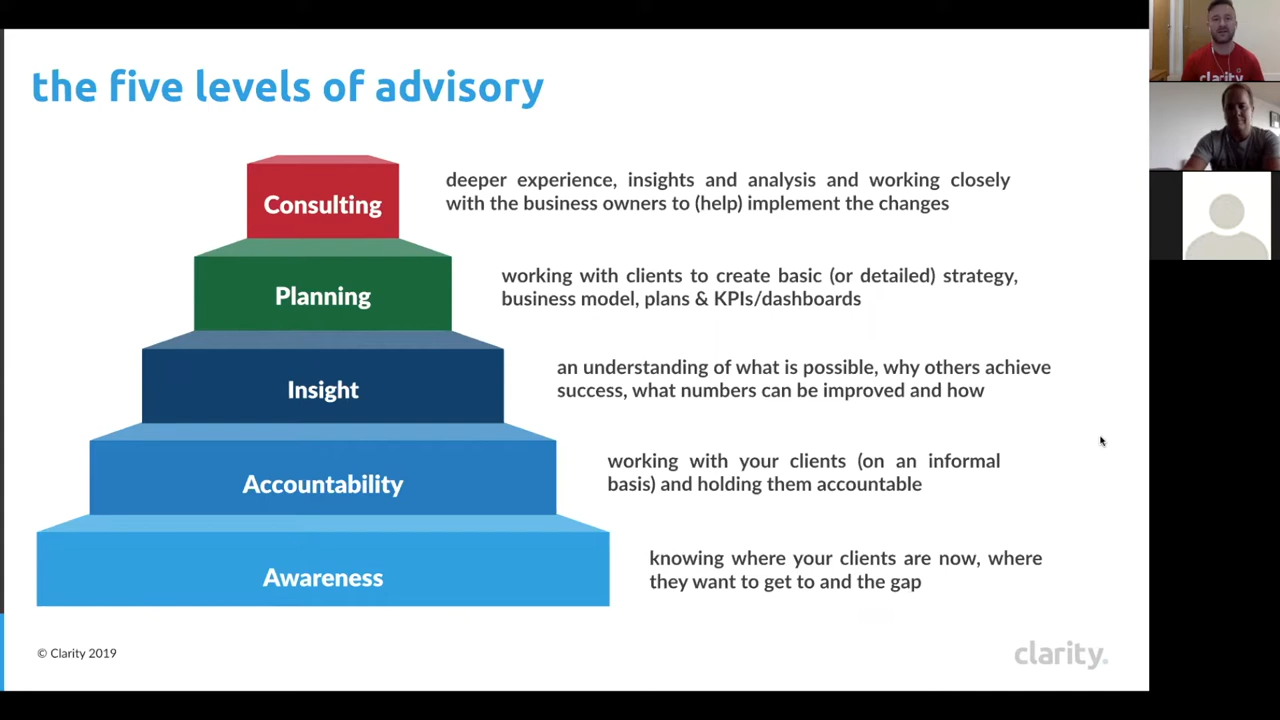 the five levels of advisory
Consulting
deeper experience, insights and analysis and working closely
with the business owners to (help) implement the changes
Planning
working with clients to create basic (or detailed) strategy,
business model, plans & KPIs/dashboards
Insight
an understanding of what is possible, why others achieve
success, what numbers can be improved and how
Accountability
working with your clients (on an informal
basis) and holding them accountable
Awareness
knowing where your clients are now, where
they want to get to and the gap
© Clarity 2019
clarity.
clarity